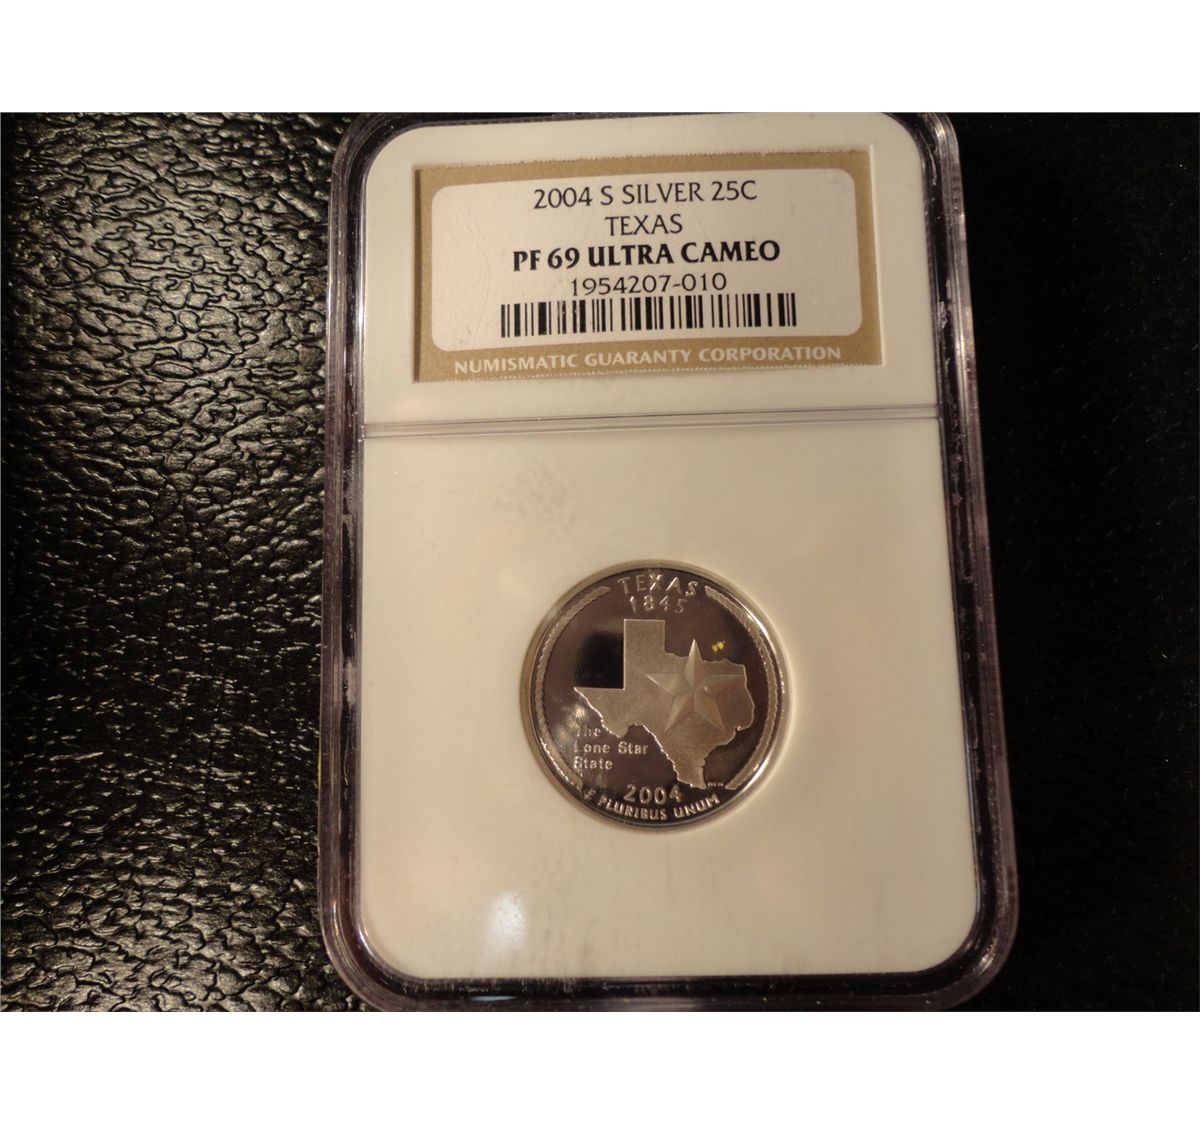 2004 S SILVER 25C
TEXAS
PF 69 ULTRA CAMEO
1954207-010
NUMISMATIC GUARANTY CORPORATION
TEXAS
1845
The
Lone Star
State
2004
E PLURIBUS UNUM